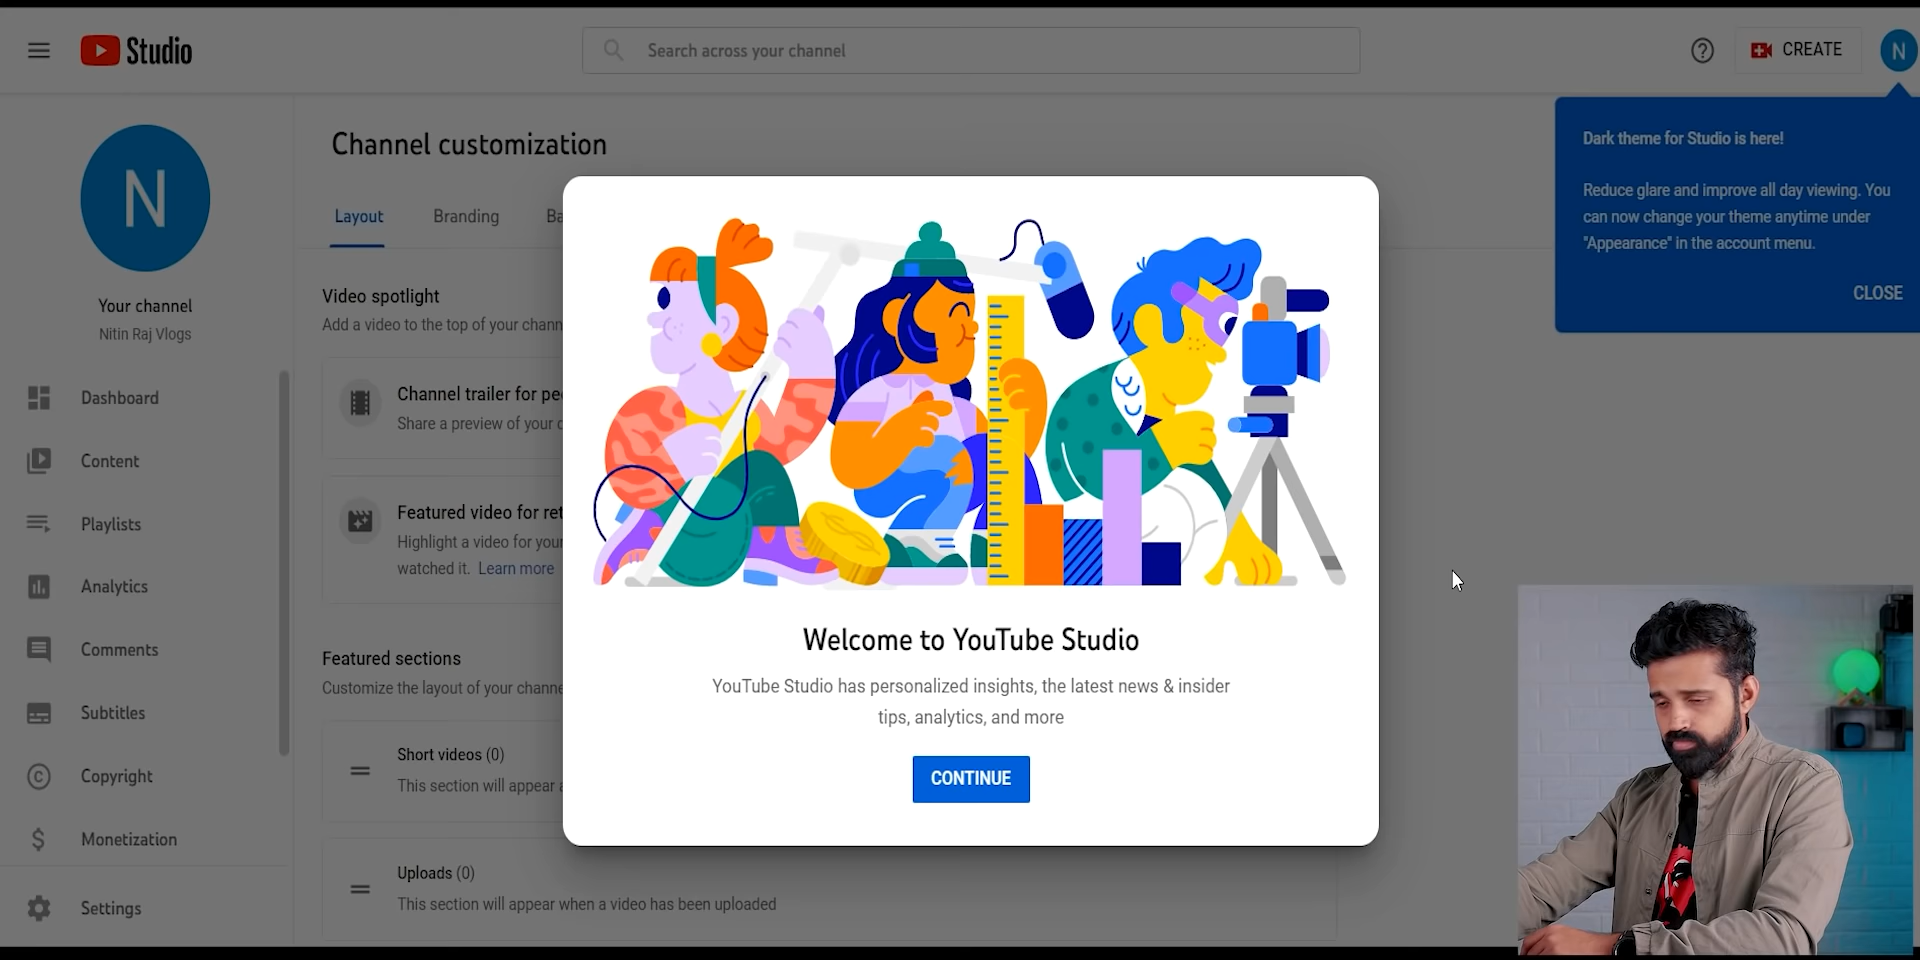 Studio
Search across your channel
CREATE
N
Dark theme for Studio is here!
Reduce glare and improve all day viewing. You
can now change your theme anytime under
"Appearance" in the account menu.
CLOSE
N
Your channel
Nitin Raj Vlogs
Dashboard
Content
Playlists
Analytics
Comments
Subtitles
Copyright
Monetization
Settings
Channel customization
Layout
Branding
Video spotlight
Add a video to the top of your
Channel trailer for
Share a preview of your
Featured video for
Highlight a video for
watched it. Learn more
Featured sections
Customize the layout of your
Short videos (0)
This section will appear
Uploads (0)
This section will appear when a video has been uploaded
Welcome to YouTube Studio
YouTube Studio has personalized insights, the latest news & insider
tips, analytics, and more
CONTINUE